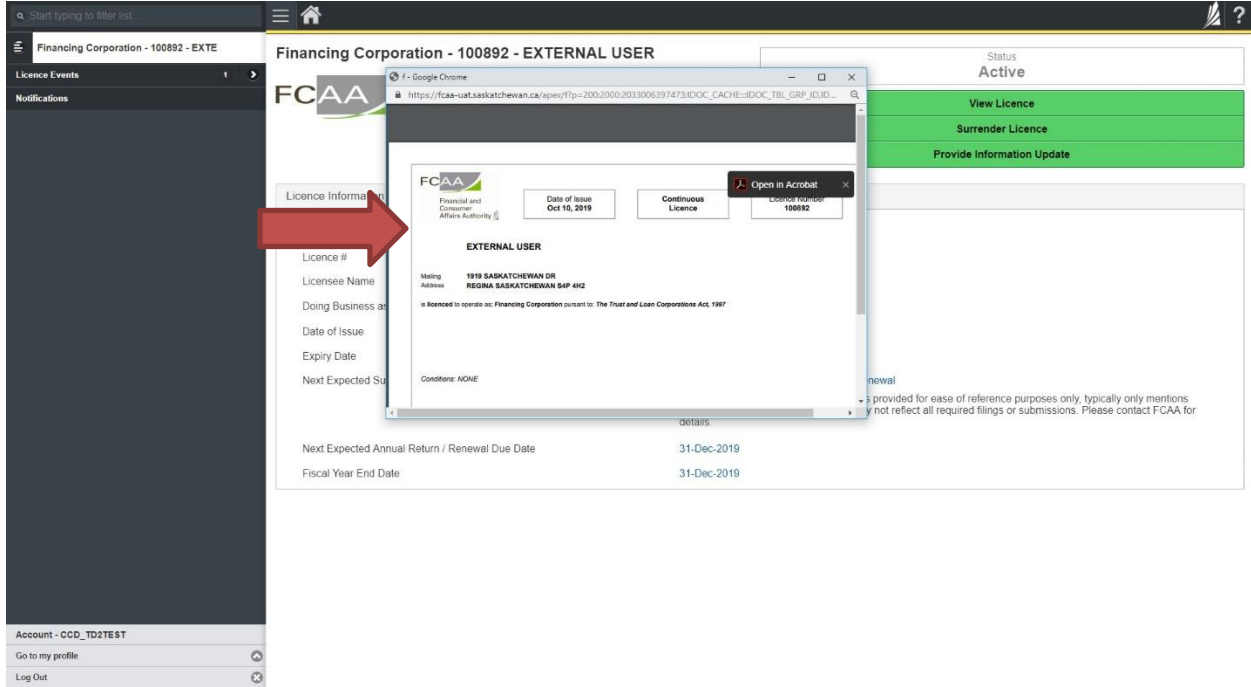 Start typing to filter list...
Financing Corporation - 100892 - EXTE
Licence Events 1
Notifications
Account - CCD_TD2TEST
Go to my profile
Log Out
?
Financing Corporation - 100892 - EXTERNAL USER
FCAA
Status
Active
View Licence
Surrender Licence
Provide Information Update
Licence Information
Licence #
Licensee Name
Doing Business as
Date of Issue
Expiry Date
Next Expected Su
newal
provided for ease of reference purposes only, typically only mentions
y not reflect all required filings or submissions. Please contact FCAA for
details.
Next Expected Annual Return / Renewal Due Date 31-Dec-2019
Fiscal Year End Date 31-Dec-2019
f - Google Chrome
https://fcaa-uat.saskatchewan.ca/apex/f?p=200:2000:2033006397473:IDOC_CACHE:::IDOC_TBL_GRP_ID,ID...
Open in Acrobat
FCAA
Financial and
Consumer
Affairs Authority
Date of Issue
Oct 10, 2019
Continuous
Licence
Licence Number
100892
EXTERNAL USER
Mailing 1919 SASKATCHEWAN DR
Address REGINA SASKATCHEWAN S4P 4H2
is licenced to operate as: Financing Corporation pursuant to: The Trust and Loan Corporations Act, 1997
Conditions: NONE